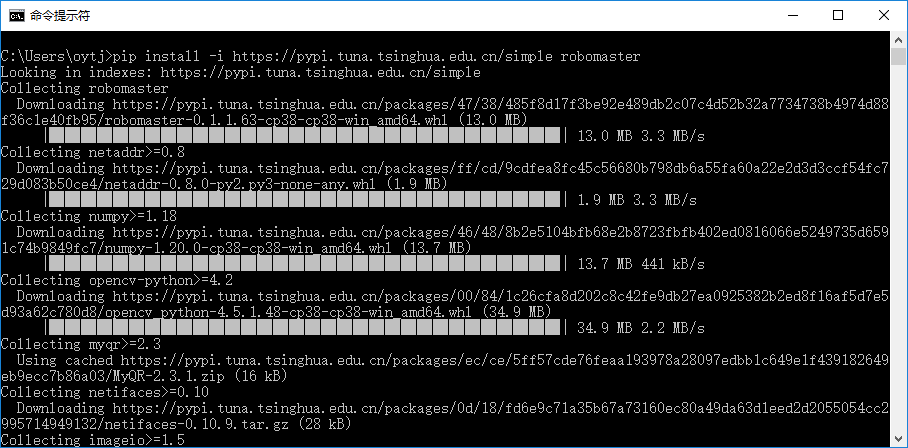 命令提示符
C:\Users\oytj>pip install -i https://pypi.tuna.tsinghua.edu.cn/simple robomaster
Looking in indexes: https://pypi.tuna.tsinghua.edu.cn/simple
Collecting robomaster
  Downloading https://pypi.tuna.tsinghua.edu.cn/packages/47/38/485f8d17f3be92e489db2c07c4d52b32a7734738b4974d88
f36c1e40fb95/robomaster-0.1.1.63-cp38-cp38-win_amd64.whl (13.0 MB)
     |████████████████████████████████| 13.0 MB 3.3 MB/s
Collecting netaddr>=0.8
  Downloading https://pypi.tuna.tsinghua.edu.cn/packages/ff/cd/9cdfea8fc45c56680b798db6a55fa60a22e2d3d3ccf54fc7
29d083b50ce4/netaddr-0.8.0-py2.py3-none-any.whl (1.9 MB)
     |████████████████████████████████| 1.9 MB 3.3 MB/s
Collecting numpy>=1.18
  Downloading https://pypi.tuna.tsinghua.edu.cn/packages/46/48/8b2e5104bfb68e2b8723fbfb402ed0816066e5249735d659
1c74b9849fc7/numpy-1.20.0-cp38-cp38-win_amd64.whl (13.7 MB)
     |████████████████████████████████| 13.7 MB 441 kB/s
Collecting opencv-python>=4.2
  Downloading https://pypi.tuna.tsinghua.edu.cn/packages/00/84/1c26cfa8d202c8c42fe9db27ea0925382b2ed8f16af5d7e5
d93a62c780d8/opencv_python-4.5.1.48-cp38-cp38-win_amd64.whl (34.9 MB)
     |████████████████████████████████| 34.9 MB 2.2 MB/s
Collecting myqr>=2.3
  Using cached https://pypi.tuna.tsinghua.edu.cn/packages/ec/ce/5ff57cde76feaa193978a28097edbb1c649e1f439182649
eb9ecc7b86a03/MyQR-2.3.1.zip (16 kB)
Collecting netifaces>=0.10
  Downloading https://pypi.tuna.tsinghua.edu.cn/packages/0d/18/fd6e9c71a35b67a73160ec80a49da63d1eed2d2055054cc2
995714949132/netifaces-0.10.9.tar.gz (28 kB)
Collecting imageio>=1.5